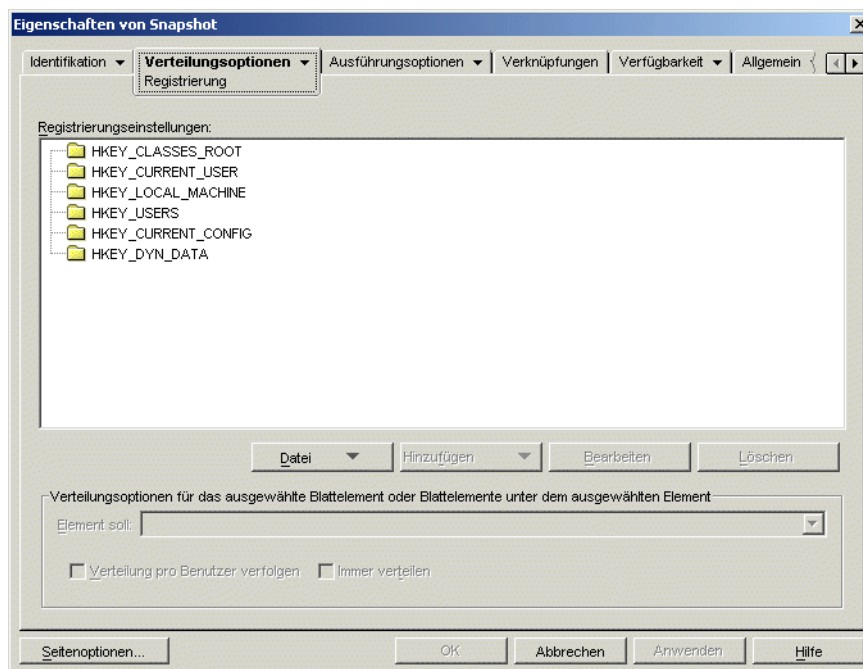 Eigenschaften von Snapshot
Identifikation Verteilungsoptionen Ausführungsoptionen Verknüpfungen Verfügbarkeit Allgemein
Registrierung
Registrierungseinstellungen:
HKEY_CLASSES_ROOT
HKEY_CURRENT_USER
HKEY_LOCAL_MACHINE
HKEY_USERS
HKEY_CURRENT_CONFIG
HKEY_DYN_DATA
Datei Hinzufügen Bearbeiten Löschen
Verteilungsoptionen für das ausgewählte Blattelement oder Blattelemente unter dem ausgewählten Element
Element soll:
Verteilung pro Benutzer verfolgen Immer verteilen
Seitenoptionen... OK Abbrechen Anwenden Hilfe